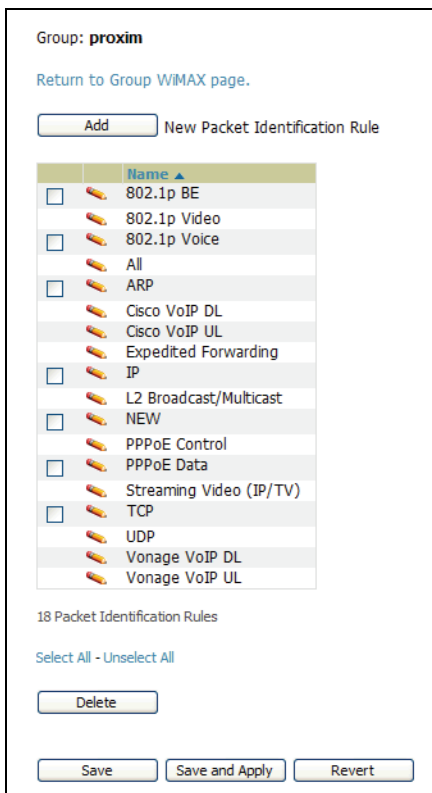 Group: proxim
Return to Group WiMAX page.
Add New Packet Identification Rule
Name ▲
802.1p BE
802.1p Video
802.1p Voice
All
ARP
Cisco VoIP DL
Cisco VoIP UL
Expedited Forwarding
IP
L2 Broadcast/Multicast
NEW
PPPoE Control
PPPoE Data
Streaming Video (IP/TV)
TCP
UDP
Vonage VoIP DL
Vonage VoIP UL
18 Packet Identification Rules
Select All - Unselect All
Delete
Save Save and Apply Revert